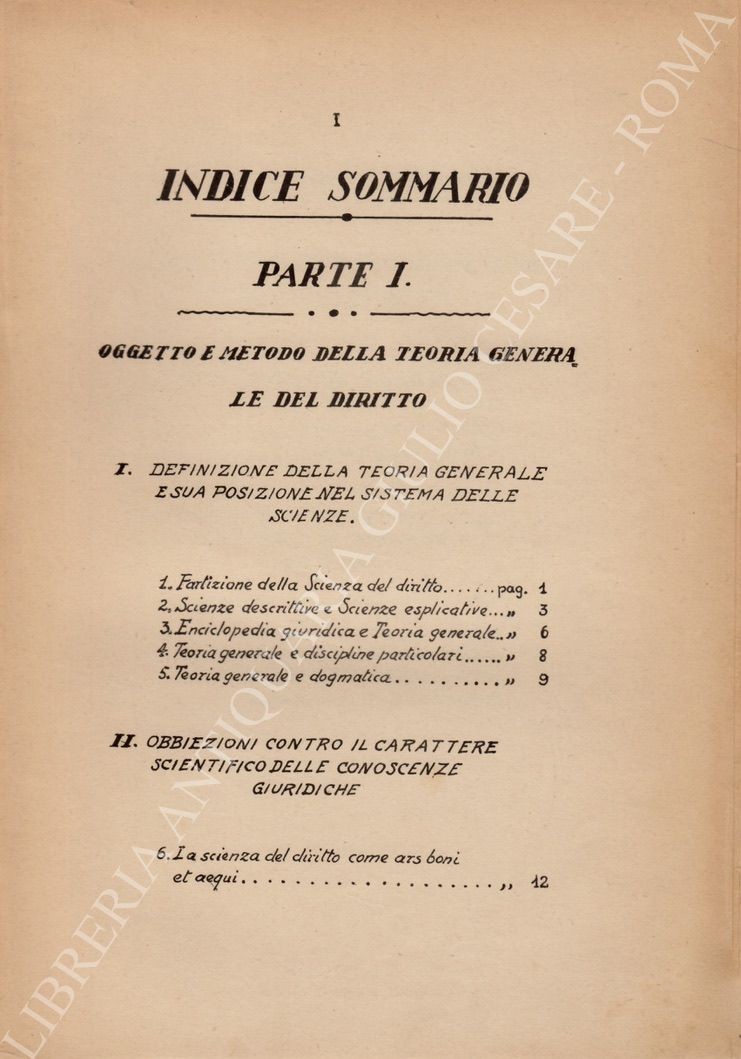 I
INDICE SOMMARIO
PARTE I.
OGGETTO E METODO DELLA TEORIA GENERA
LE DEL DIRITTO
I. DEFINIZIONE DELLA TEORIA GENERALE
E SUA POSIZIONE NEL SISTEMA DELLE
SCIENZE.
1. Partizione della Scienza del diritto....... pag. 1
2. Scienze descrittive e Scienze esplicative... „ 3
3. Enciclopedia giuridica e Teoria generale.. „ 6
4. Teoria generale e discipline particolari...... „ 8
5. Teoria generale e dogmatica.......... „ 9
II. OBBIEZIONI CONTRO IL CARATTERE
SCIENTIFICO DELLE CONOSCENZE
GIURIDICHE
6. La scienza del diritto come ars boni
et aequi..................... „ 12
LIBRERIA ANTIQUARIA GIULIO CESARE - ROMA